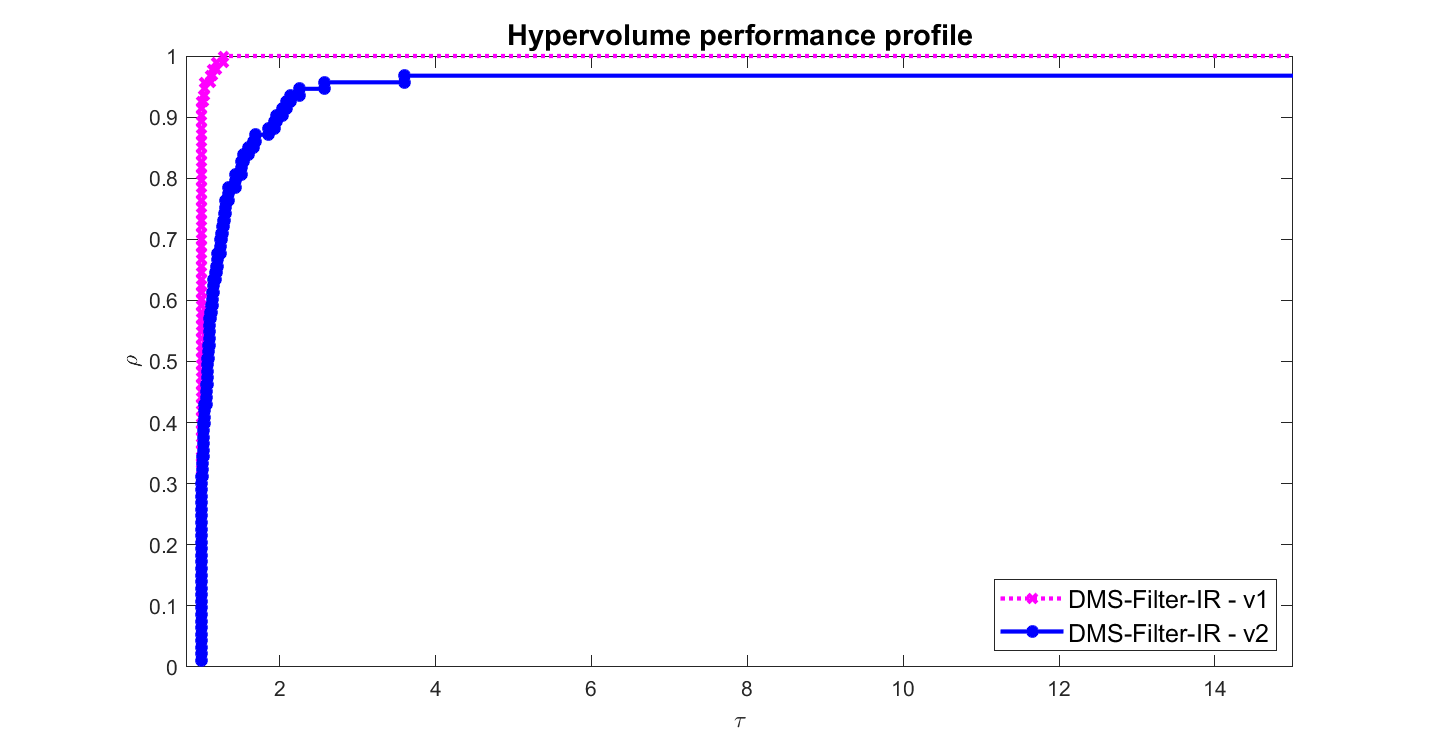 Hypervolume performance profile
1
0.9
0.8
0.7
0.6
0.5
0.4
0.3
0.2
0.1
0
ρ
2 4 6 8 10 12 14
τ
DMS-Filter-IR - v1
DMS-Filter-IR - v2